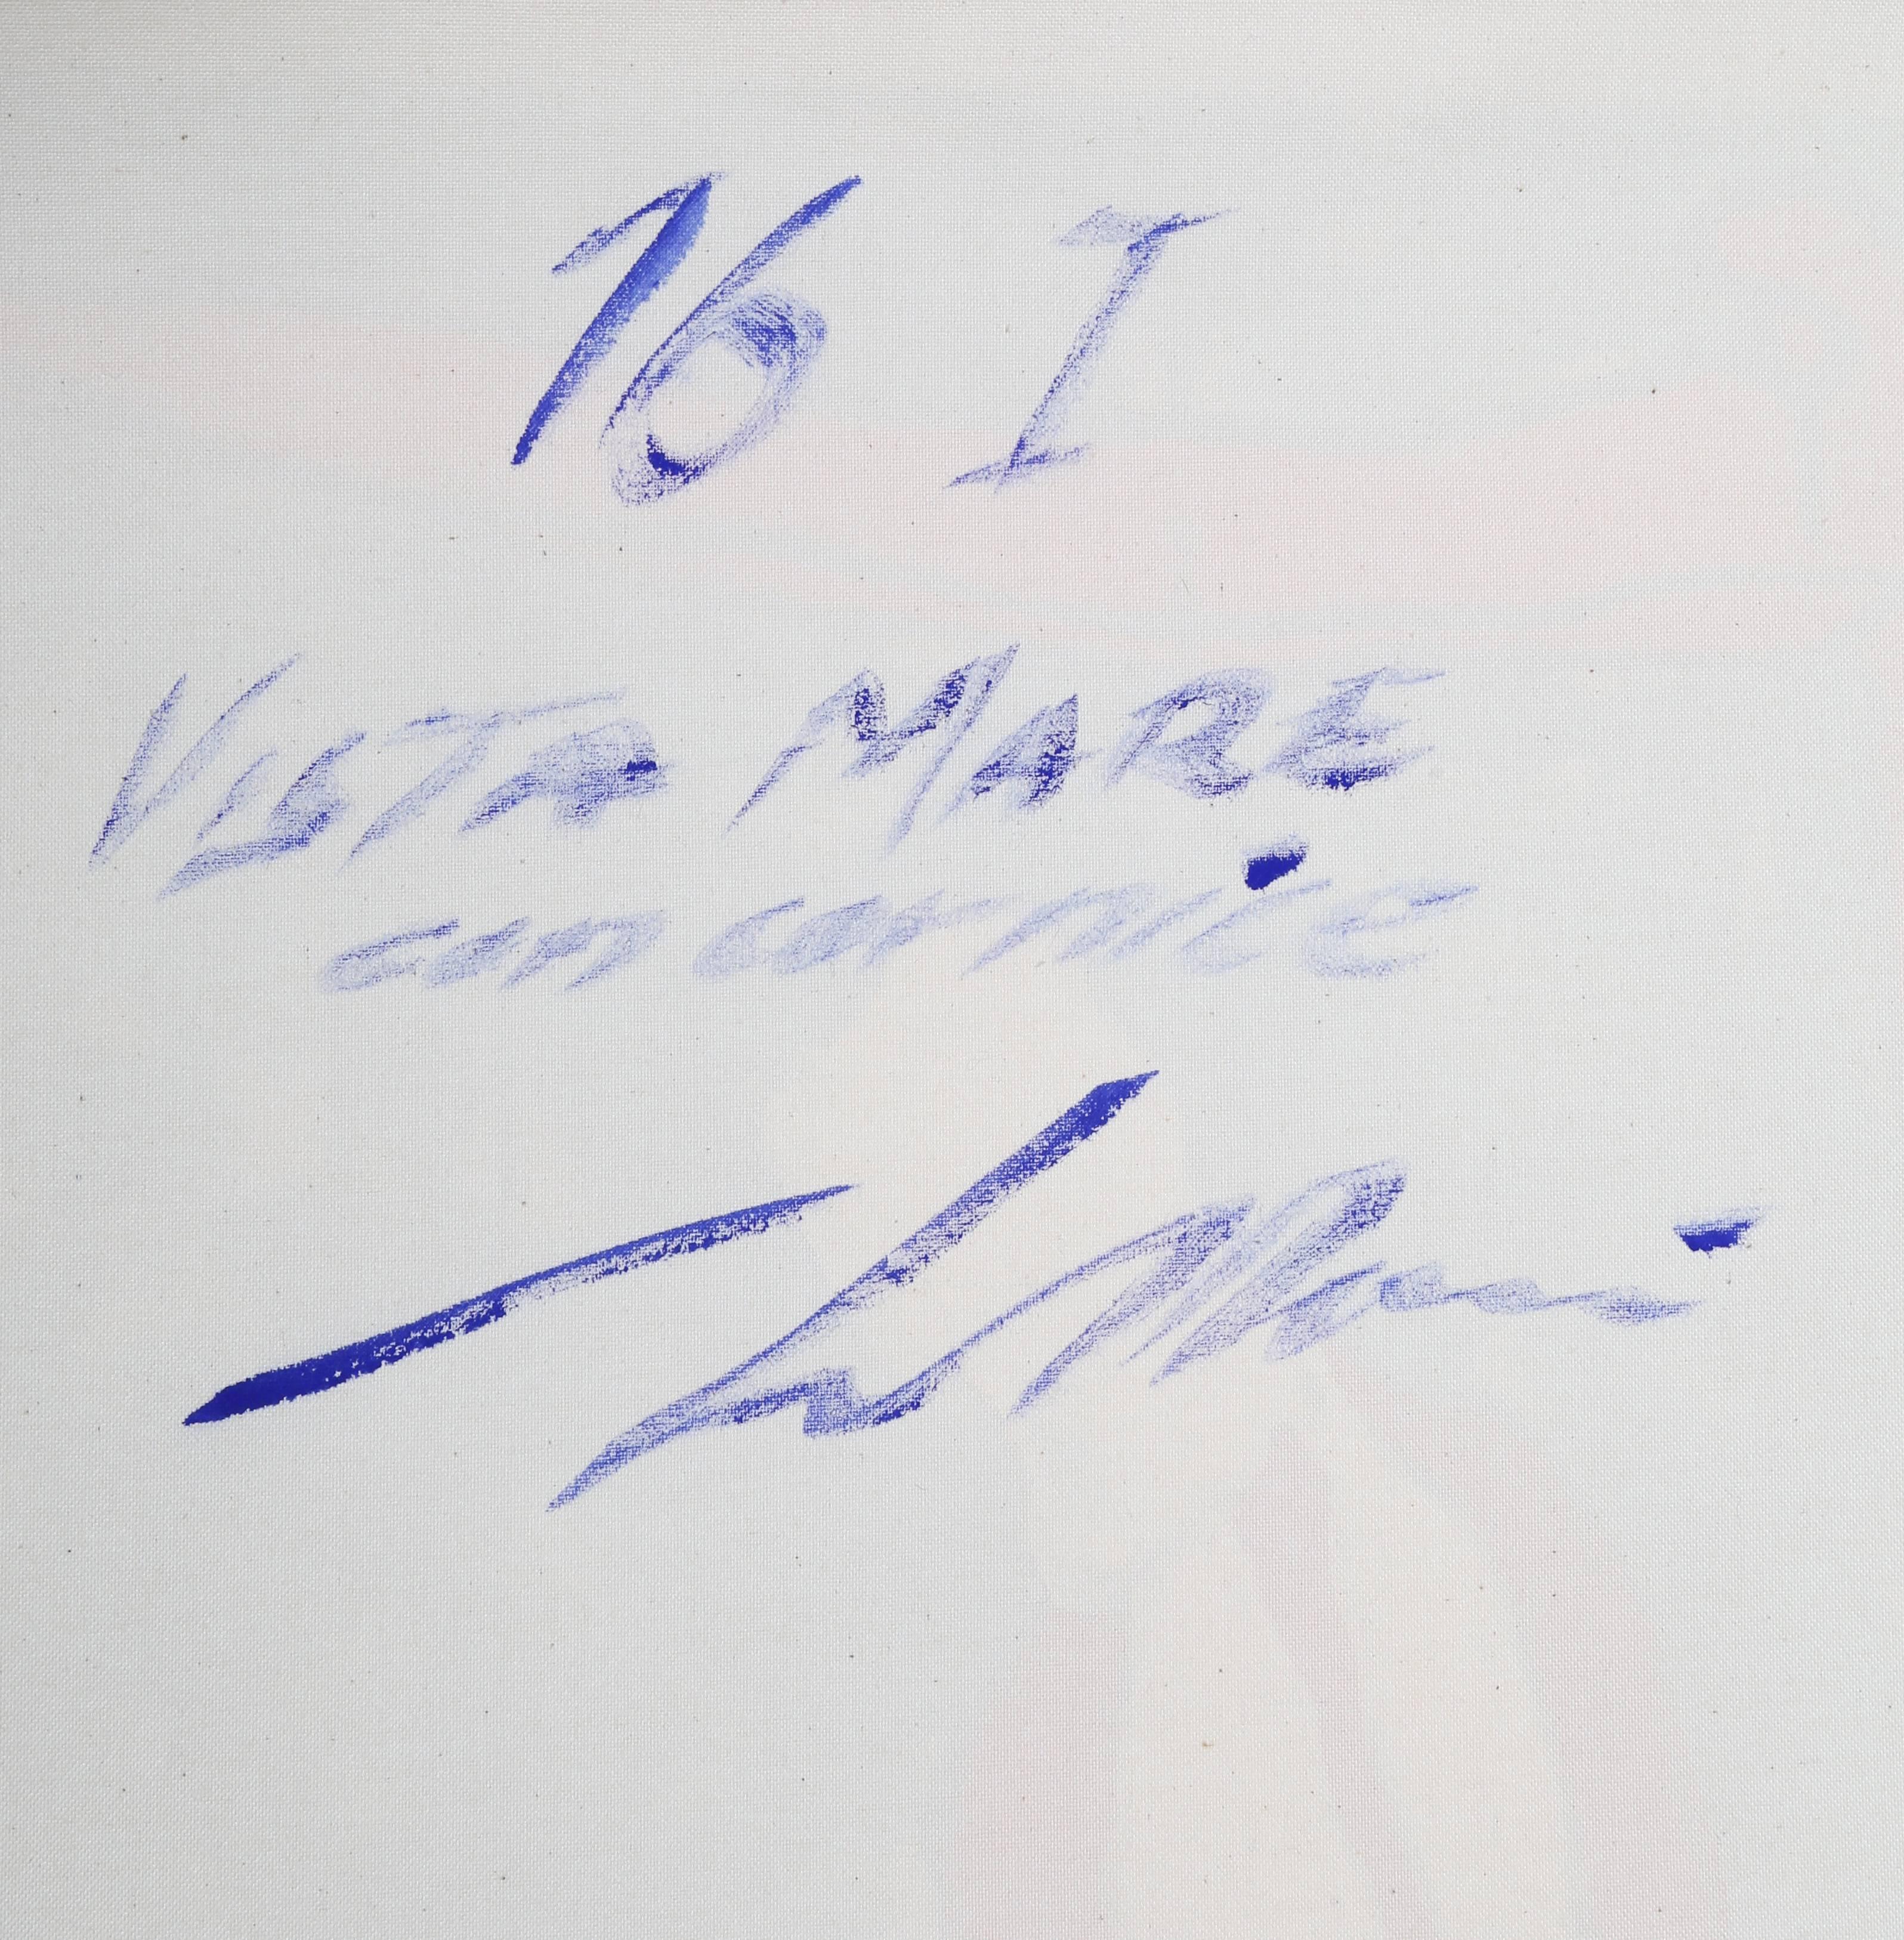 16 I
VISTA MARE
con cornice